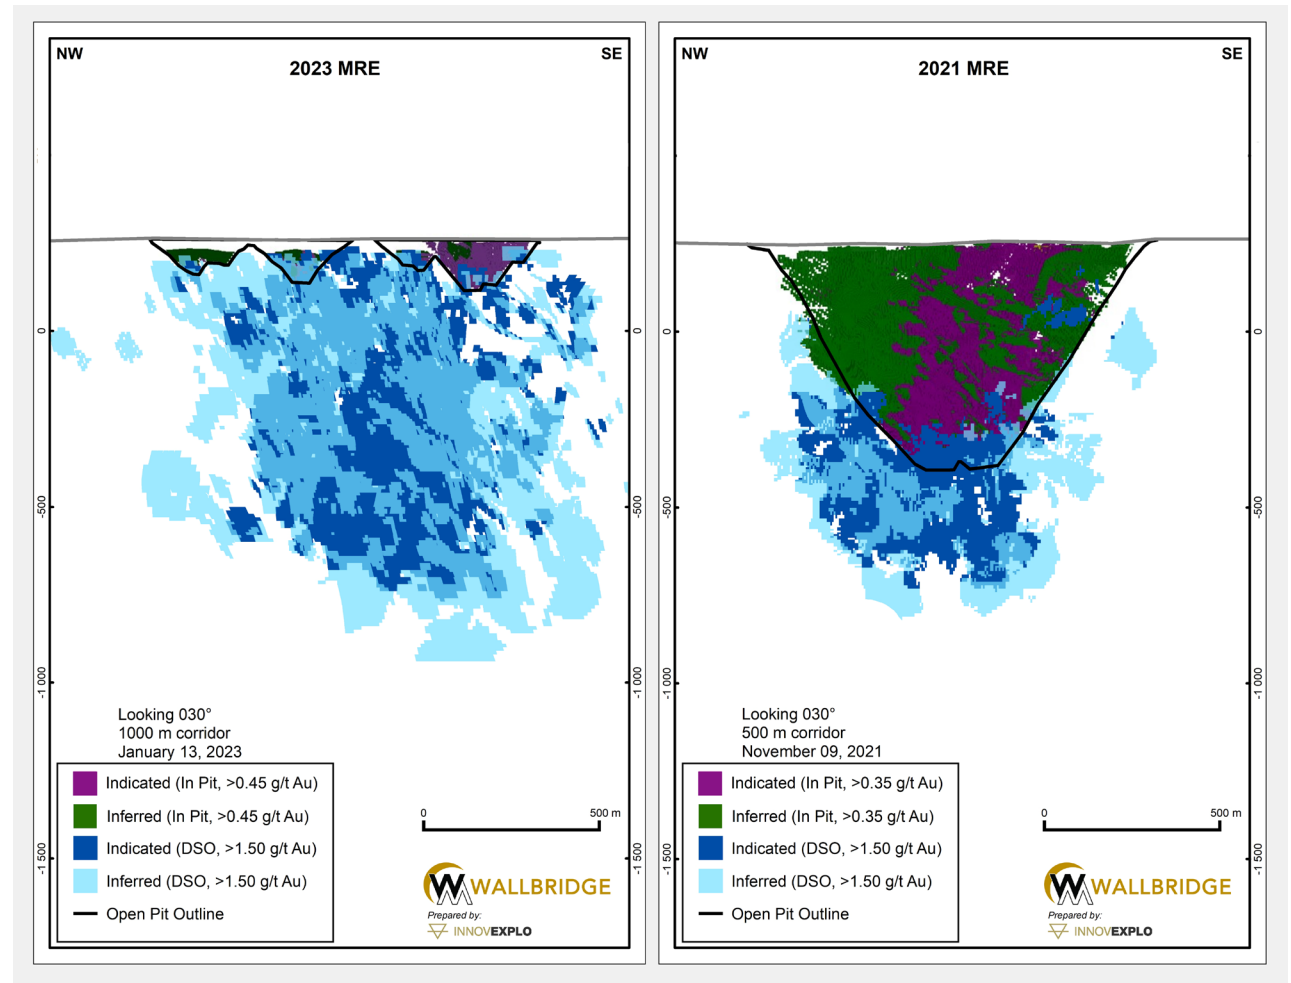 NW
SE
2023 MRE
0
0
-500
-500
-1 000
-1 000
-1 500
-1 500
Looking 030°
1000 m corridor
January 13, 2023
Indicated (In Pit, >0.45 g/t Au)
Inferred (In Pit, >0.45 g/t Au)
Indicated (DSO, >1.50 g/t Au)
Inferred (DSO, >1.50 g/t Au)
Open Pit Outline
0
500 m
WALLBRIDGE
Prepared by:
INNOVEXPLO
NW
SE
2021 MRE
0
0
-500
-500
-1 000
-1 000
-1 500
-1 500
Looking 030°
500 m corridor
November 09, 2021
Indicated (In Pit, >0.35 g/t Au)
Inferred (In Pit, >0.35 g/t Au)
Indicated (DSO, >1.50 g/t Au)
Inferred (DSO, >1.50 g/t Au)
Open Pit Outline
0
500 m
WALLBRIDGE
Prepared by:
INNOVEXPLO